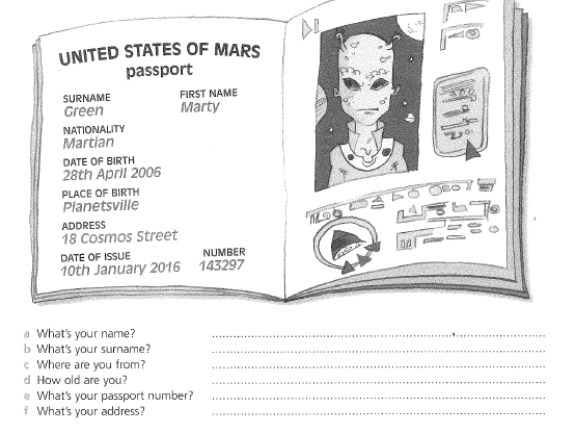 UNITED STATES OF MARS
passport
SURNAME FIRST NAME
Green Marty
NATIONALITY
Martian
DATE OF BIRTH
28th April 2006
PLACE OF BIRTH
Planetsville
ADDRESS
18 Cosmos Street
DATE OF ISSUE NUMBER
10th January 2016 143297
a What's your name?
b What's your surname?
c Where are you from?
d How old are you?
e What's your passport number?
f What's your address?